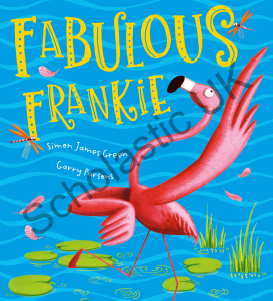 FABULOUS
FRANKIE
Simon James Green
Garry Parsons
Scholastic UK